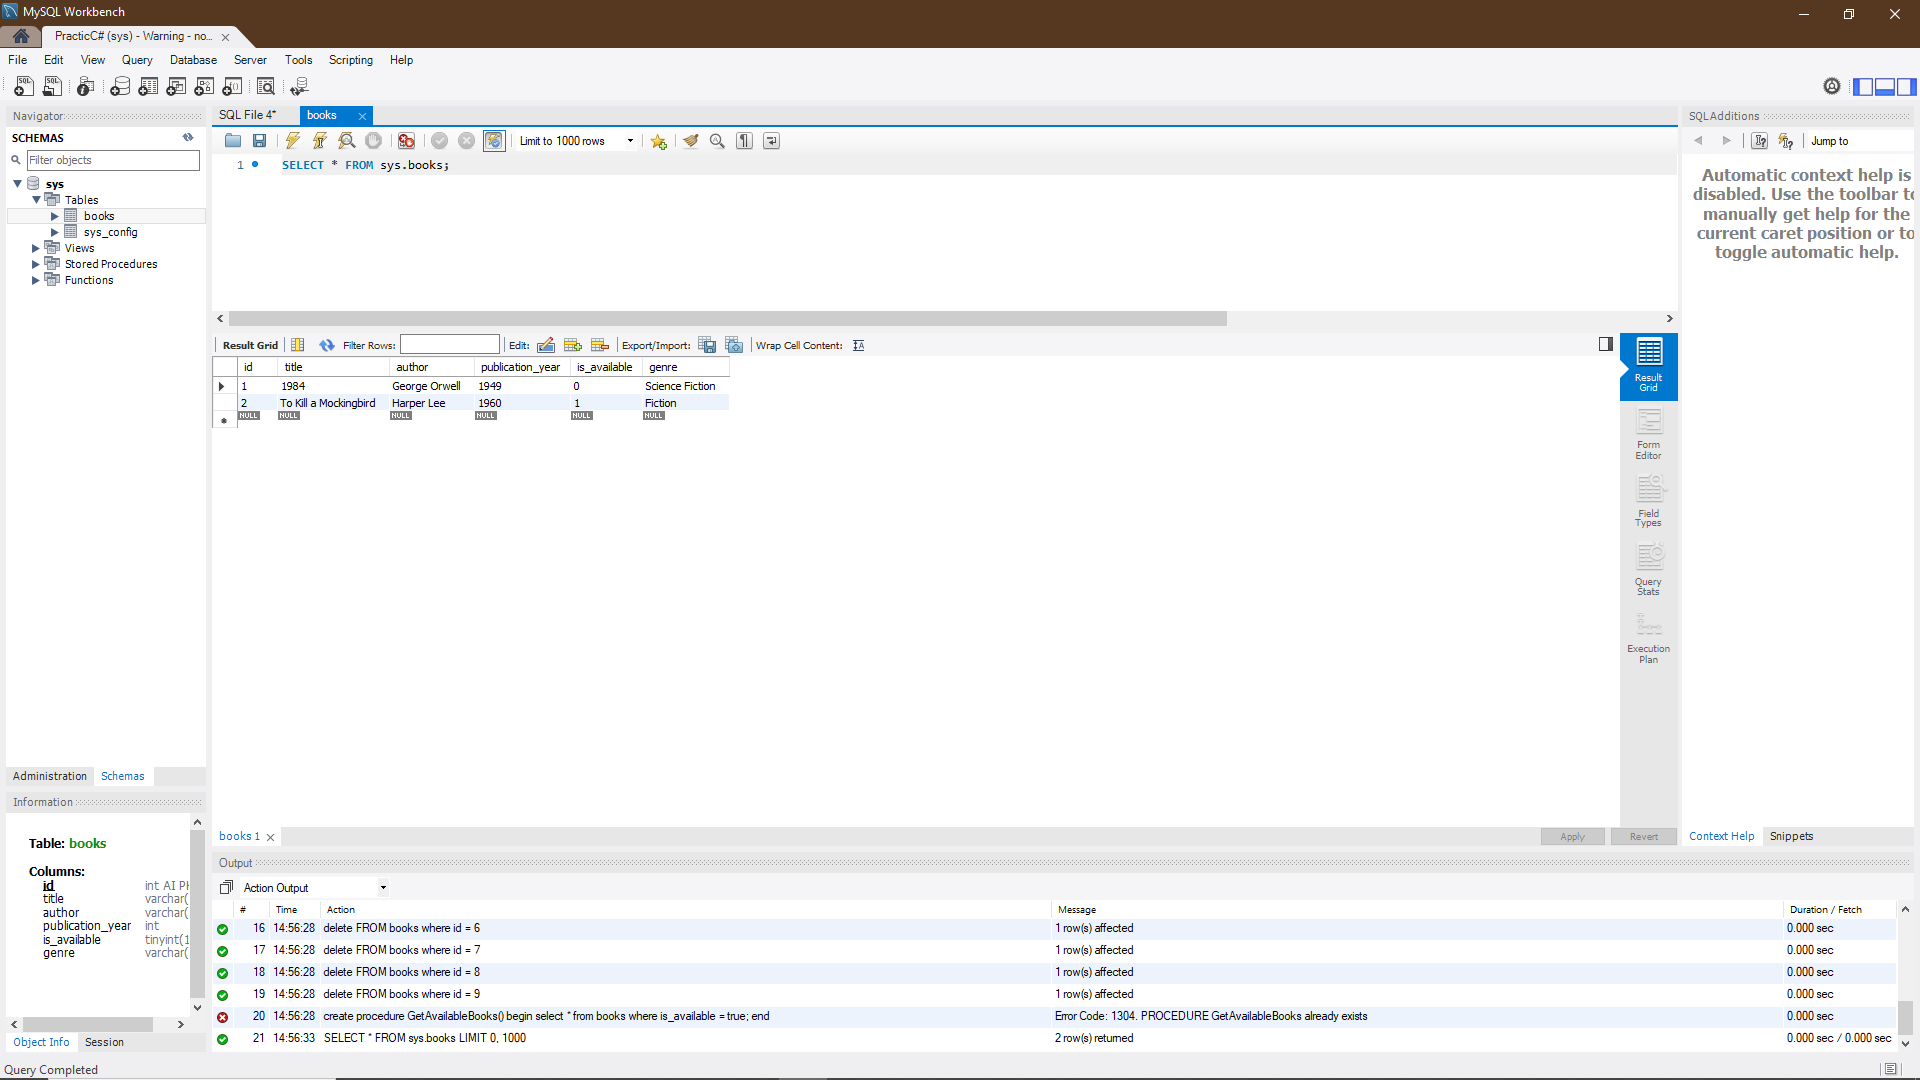 MySQL Workbench
PracticC# (sys) - Warning - no...
File Edit View Query Database Server Tools Scripting Help
Navigator
SCHEMAS
Filter objects
sys
Tables
books
sys_config
Views
Stored Procedures
Functions
Administration Schemas
Information
Table: books
Columns:
id int AI PI
title varchar(
author varchar(
publication_year int
is_available tinyint(1
genre varchar(
Object Info Session
SQL File 4* books
Limit to 1000 rows
1 SELECT * FROM sys.books;
Result Grid Filter Rows: Edit: Export/Import: Wrap Cell Content:
id title author publication_year is_available genre
1 1984 George Orwell 1949 0 Science Fiction
2 To Kill a Mockingbird Harper Lee 1960 1 Fiction
NULL NULL NULL NULL NULL NULL
Result Grid
Form Editor
Field Types
Query Stats
Execution Plan
books 1
Apply Revert
SQLAdditions
Jump to
Automatic context help is
disabled. Use the toolbar to
manually get help for the
current caret position or to
toggle automatic help.
Context Help Snippets
Output
Action Output
# Time Action Message Duration / Fetch
16 14:56:28 delete FROM books where id = 6 1 row(s) affected 0.000 sec
17 14:56:28 delete FROM books where id = 7 1 row(s) affected 0.000 sec
18 14:56:28 delete FROM books where id = 8 1 row(s) affected 0.000 sec
19 14:56:28 delete FROM books where id = 9 1 row(s) affected 0.000 sec
20 14:56:28 create procedure GetAvailableBooks() begin select * from books where is_available = true; end Error Code: 1304. PROCEDURE GetAvailableBooks already exists
21 14:56:33 SELECT * FROM sys.books LIMIT 0, 1000 2 row(s) returned 0.000 sec / 0.000 sec
Query Completed